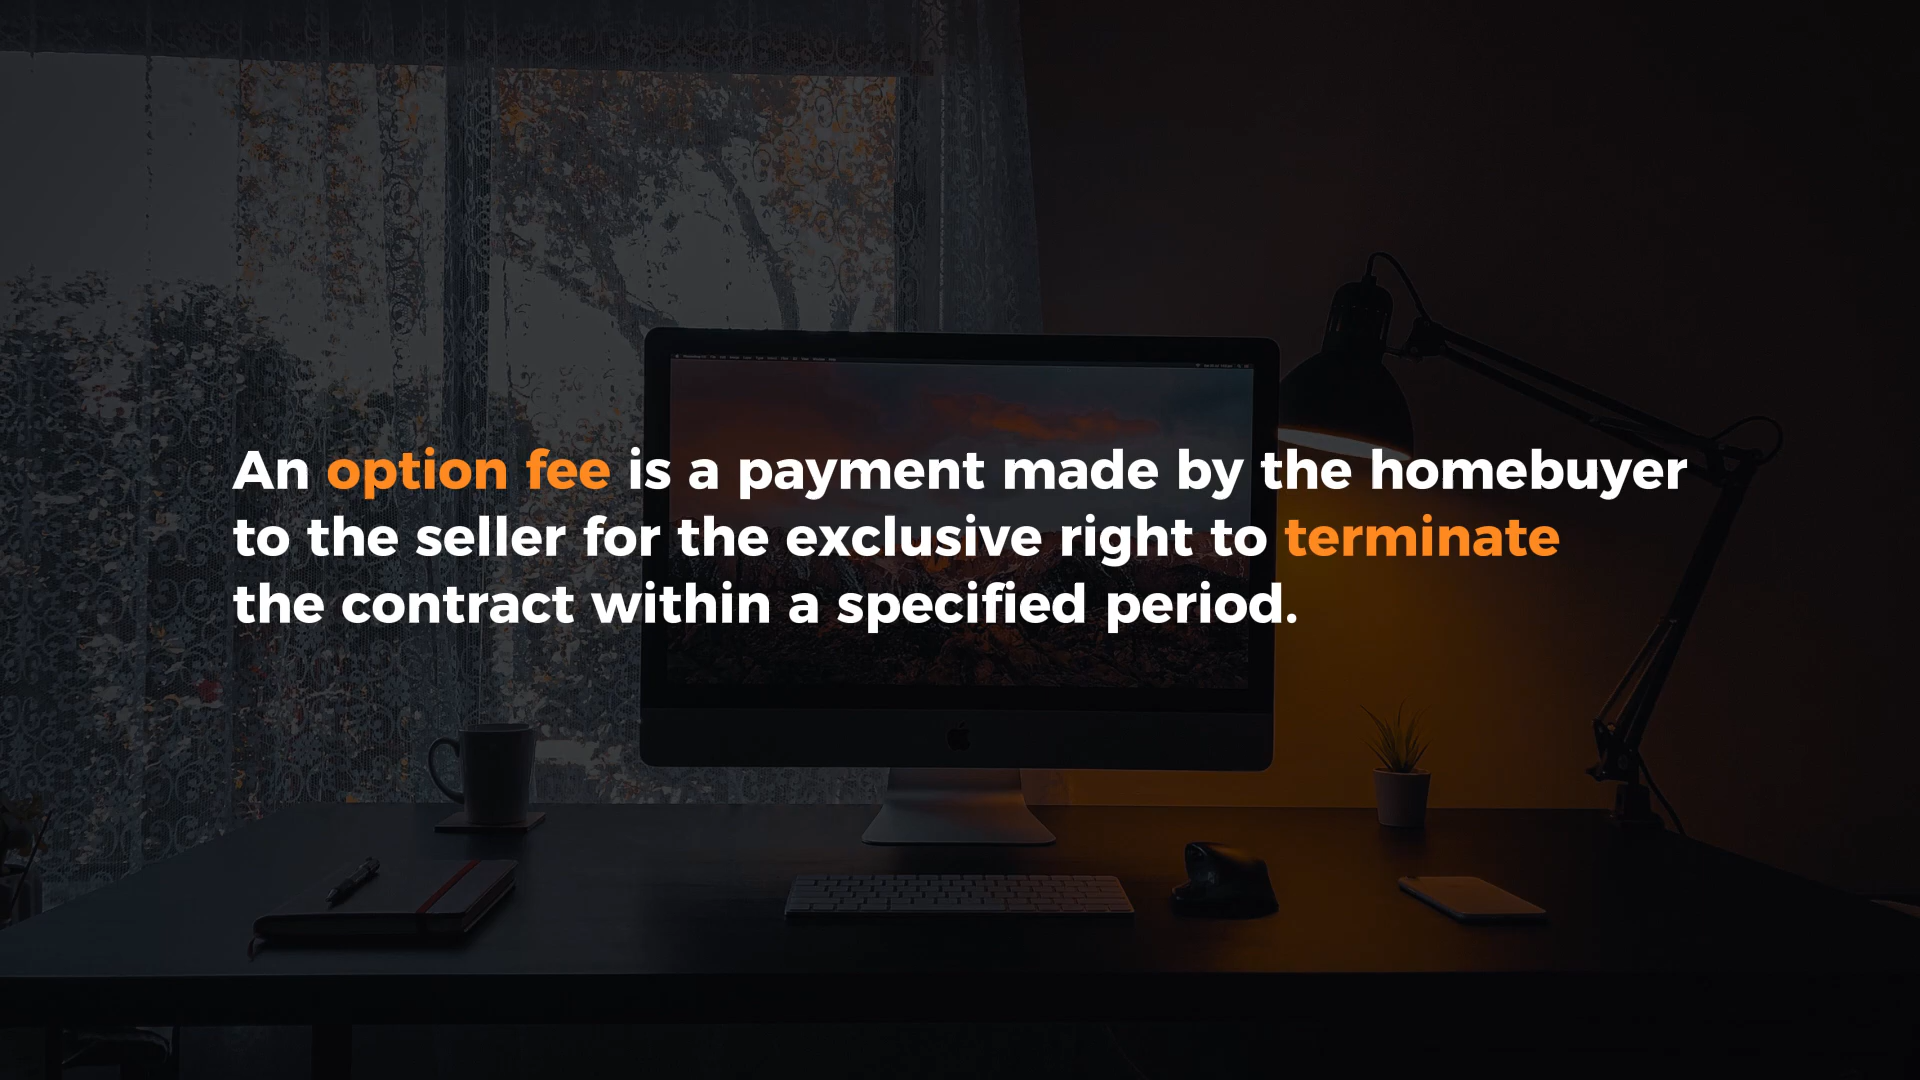 An option fee is a payment made by the homebuyer
to the seller for the exclusive right to terminate
the contract within a specified period.